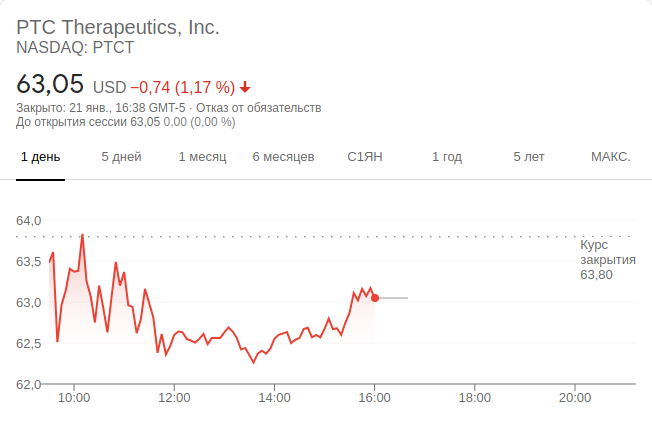 PTC Therapeutics, Inc.
NASDAQ: PTCT
63,05 USD −0,74 (1,17 %)
Закрыто: 21 янв., 16:38 GMT-5 · Отказ от обязательств
До открытия сессии 63,05 0,00 (0,00 %)
1 день 5 дней 1 месяц 6 месяцев С1ЯН 1 год 5 лет МАКС.
64,0
Курс
закрытия
63,80
63,5
63,0
62,5
62,0
10:00 12:00 14:00 16:00 18:00 20:00